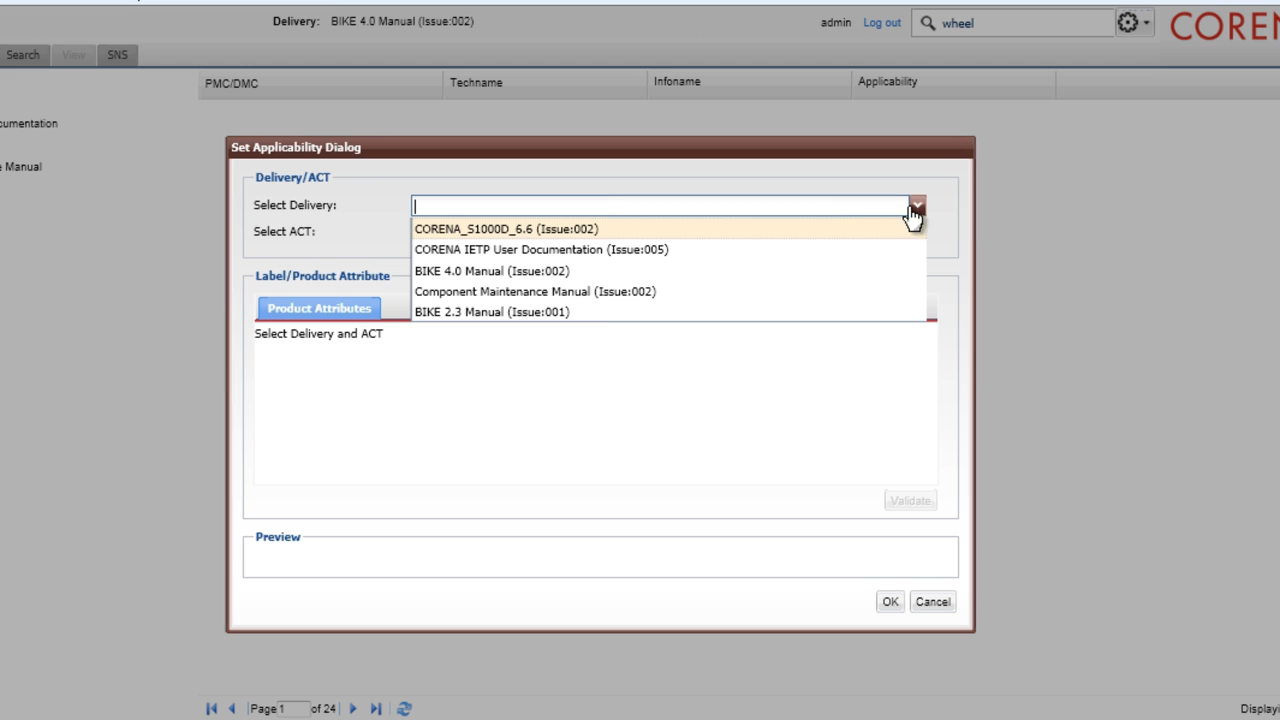 Delivery: BIKE 4.0 Manual (Issue:002)
admin Log out wheel
COREN
Search View SNS
PMC/DMC Techname Infoname Applicability
cumentation
Manual
Set Applicability Dialog
Delivery/ACT
Select Delivery:
Select ACT:
CORENA_S1000D_6.6 (Issue:002)
CORENA IETP User Documentation (Issue:005)
BIKE 4.0 Manual (Issue:002)
Component Maintenance Manual (Issue:002)
BIKE 2.3 Manual (Issue:001)
Label/Product Attribute
Product Attributes
Select Delivery and ACT
Validate
Preview
OK Cancel
Page 1 of 24
Displayi